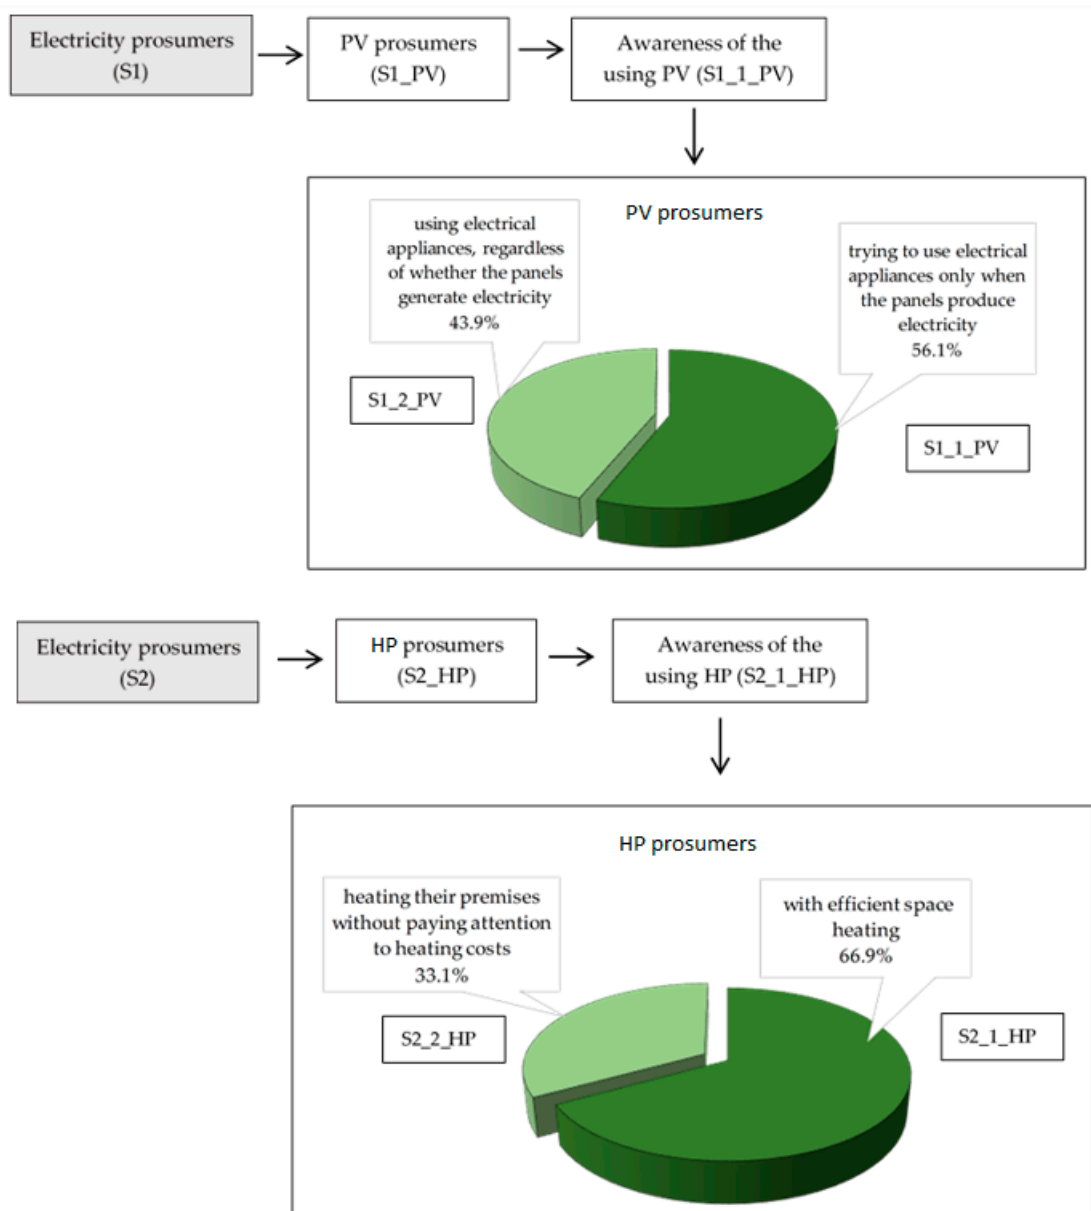 Electricity prosumers
(S1)
PV prosumers
(S1_PV)
Awareness of the
using PV (S1_1_PV)
PV prosumers
using electrical
appliances, regardless
of whether the panels
generate electricity
43.9%
trying to use electrical
appliances only when
the panels produce
electricity
56.1%
S1_2_PV
S1_1_PV
Electricity prosumers
(S2)
HP prosumers
(S2_HP)
Awareness of the
using HP (S2_1_HP)
HP prosumers
heating their premises
without paying attention
to heating costs
33.1%
with efficient space
heating
66.9%
S2_2_HP
S2_1_HP